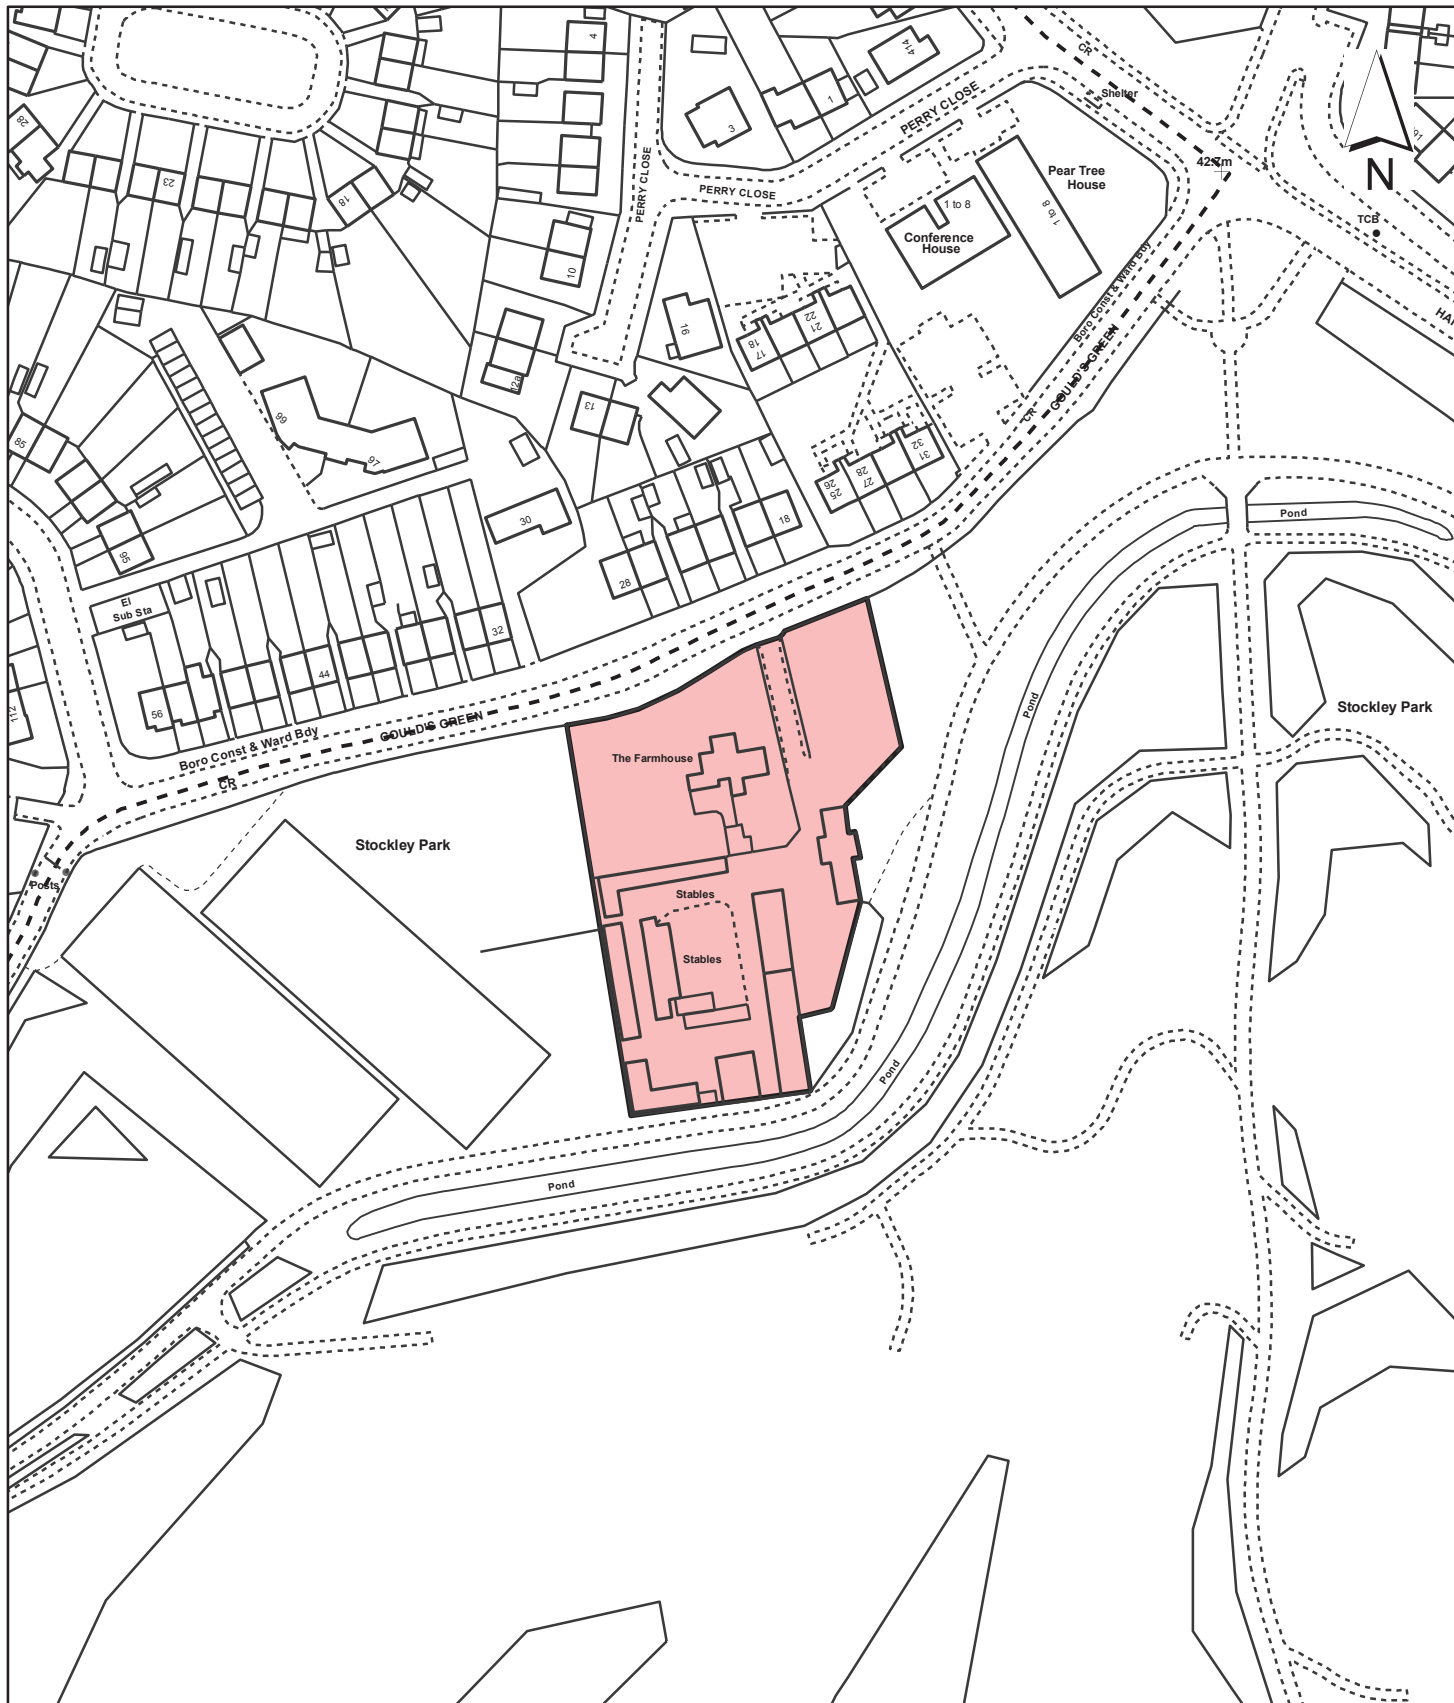 4
414
CR
PERRY CLOSE
Shelter
28
3
1
91
42.7m
N
23
18
PERRY CLOSE
PERRY CLOSE
Pear Tree
House
1 to 8
1 to 8
TCB
Conference
House
10
Boro Const & Ward Bdy
16
22
21
18
17
GOULD'S GREEN
12a
13
CR
99
97
85
32
31
28
27
26
25
95
30
18
Pond
28
El
Sub Sta
32
44
56
112
Pond
Stockley Park
GOULD'S GREEN
Boro Const & Ward Bdy
CR
The Farmhouse
Stockley Park
Posts
Stables
Stables
Pond
Pond